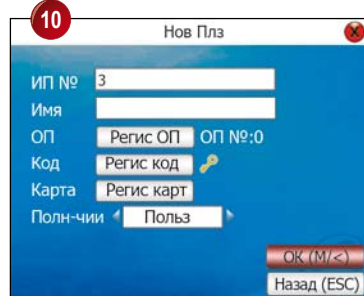 10
Нов Плз
ИП № 3
Имя
ОП Регис ОП ОП №:0
Код Регис код
Карта Регис карт
Полн-чии Польз
OK (M/<)
Назад (ESC)